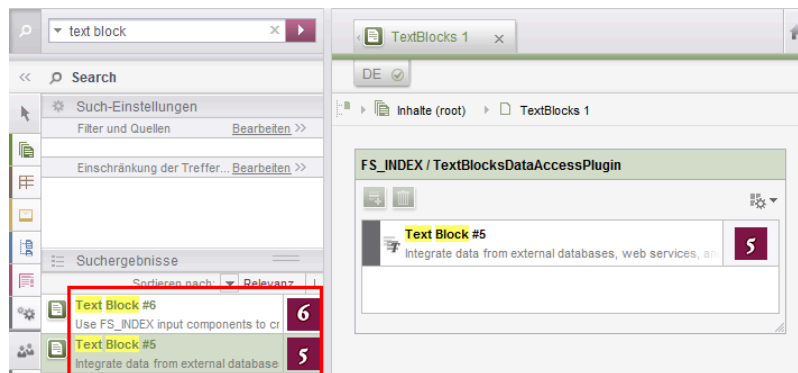 text block
Search
Such-Einstellungen
Filter und Quellen Bearbeiten >>
Einschränkung der Treffer... Bearbeiten >>
Suchergebnisse
Sortieren nach: Relevanz
Text Block #6
Use FS_INDEX input components to cr
6
Text Block #5
Integrate data from external database
5
TextBlocks 1
DE
Inhalte (root) TextBlocks 1
FS_INDEX / TextBlocksDataAccessPlugin
Text Block #5
Integrate data from external databases, web services, an
5